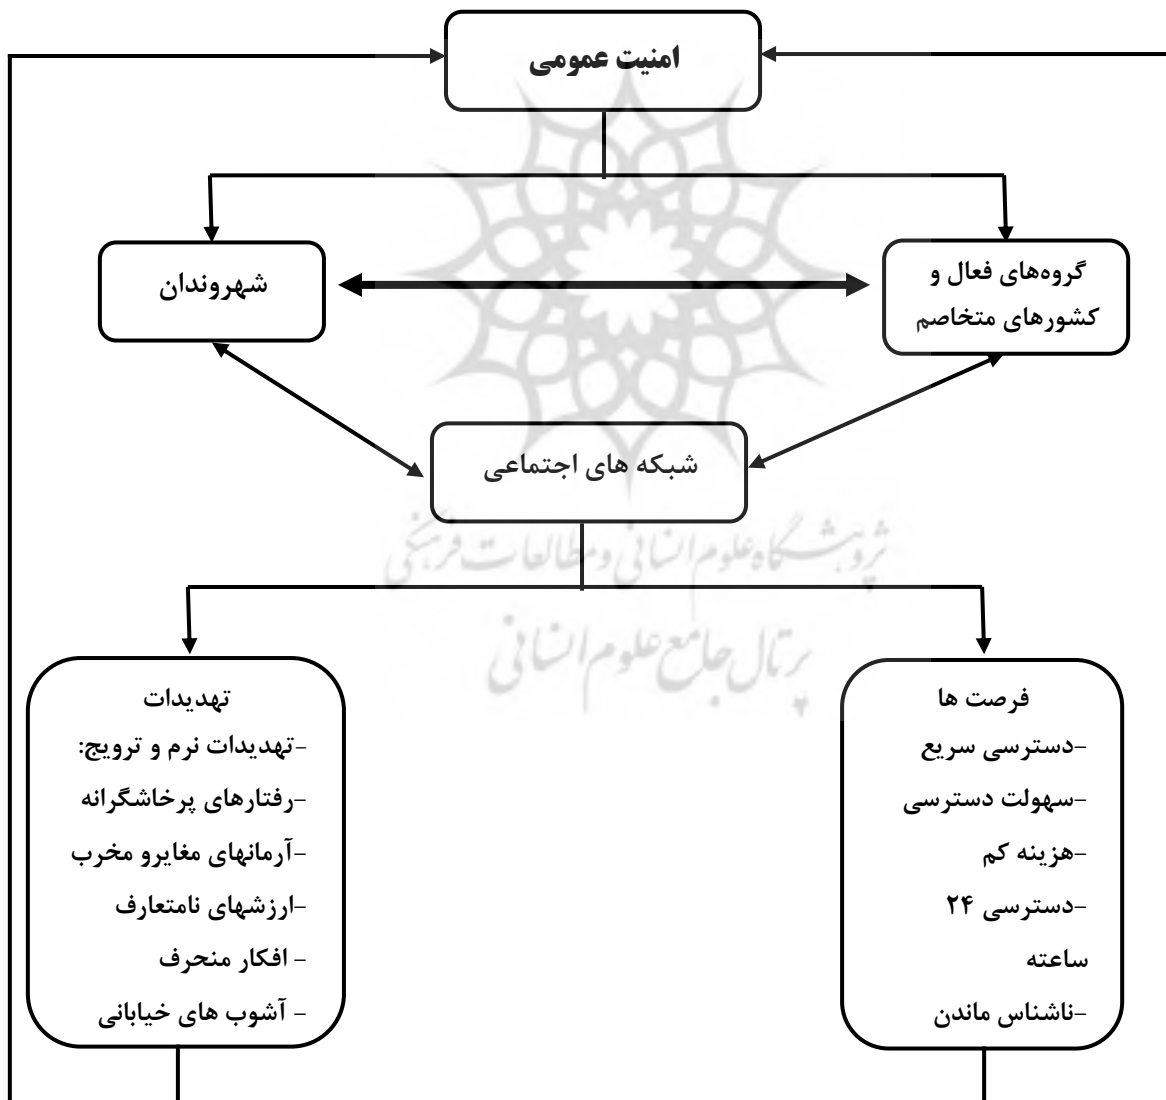 امنیت عمومی
گروه‌های فعال و
کشورهای متخاصم
شهروندان
شبکه های اجتماعی
پژوهشگاه علوم انسانی و مطالعات فرهنگی
پرتال جامع علوم انسانی
فرصت ها
-دسترسی سریع
-سهولت دسترسی
-هزینه کم
-دسترسی ۲۴
ساعته
-ناشناس ماندن
تهدیدات
-تهدیدات نرم و ترویج:
-رفتارهای پرخاشگرانه
-آرمانهای مغایرو مخرب
-ارزشهای نامتعارف
- افکار منحرف
- آشوب های خیابانی